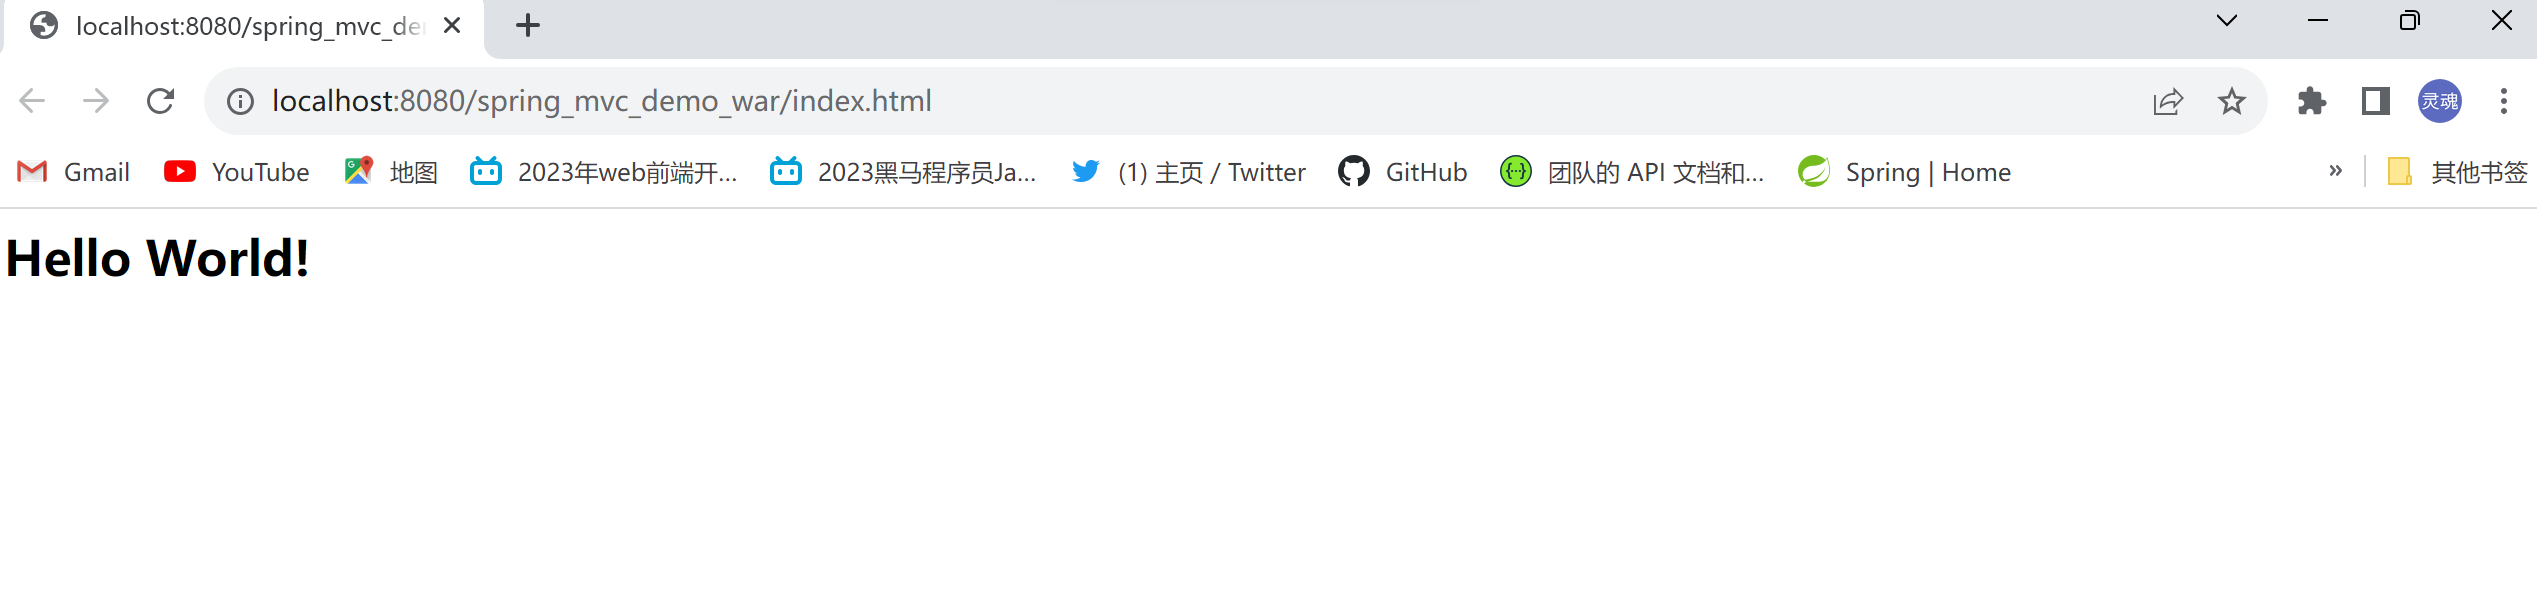 localhost:8080/spring_mvc_de
localhost:8080/spring_mvc_demo_war/index.html
灵魂
Gmail YouTube 地图 2023年web前端开... 2023黑马程序员Ja... (1) 主页 / Twitter GitHub 团队的 API 文档和... Spring | Home » 其他书签
Hello World!